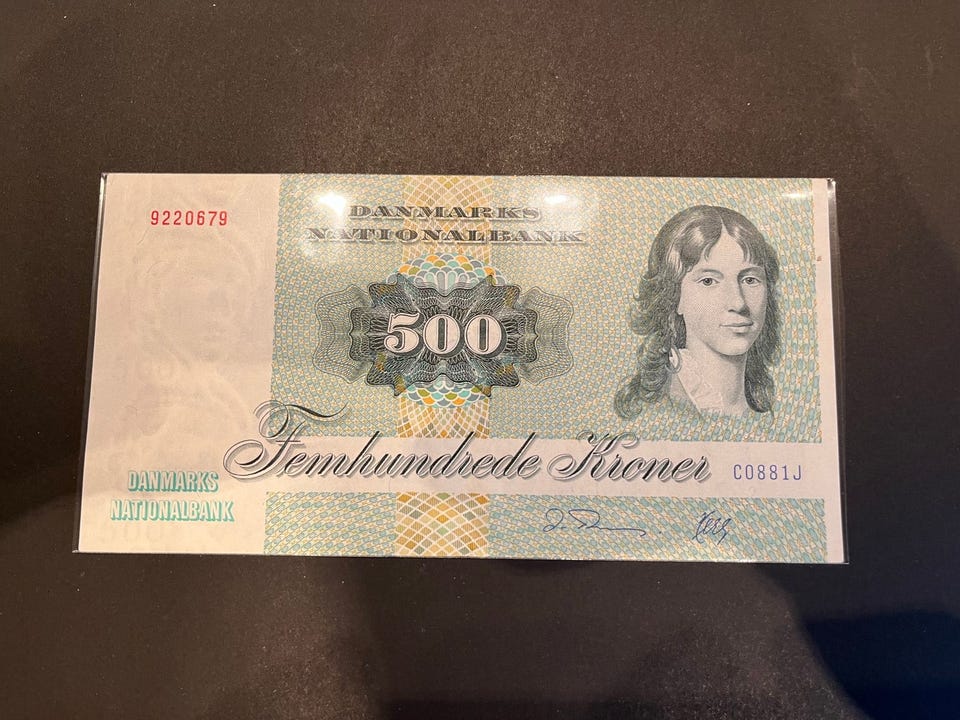 9220679
DANMARKS
NATIONALBANK
500
Femhundrede Kroner
C0881J
DANMARKS
NATIONALBANK